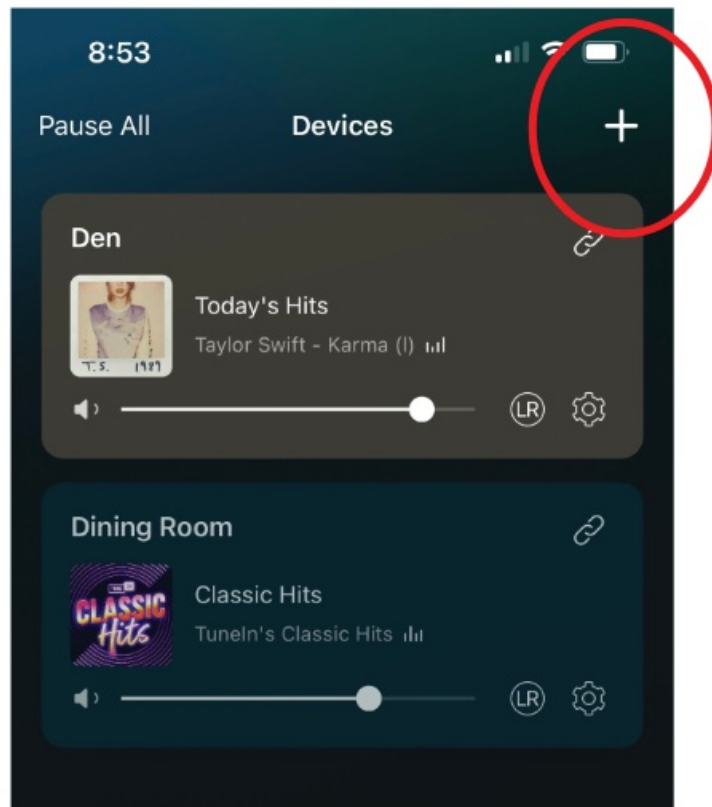 8:53
Pause All
Devices
+
Den
Today's Hits
Taylor Swift - Karma (l)
T. S. 1989
LR
Dining Room
CLASSIC
Hits
Classic Hits
TuneIn's Classic Hits
LR